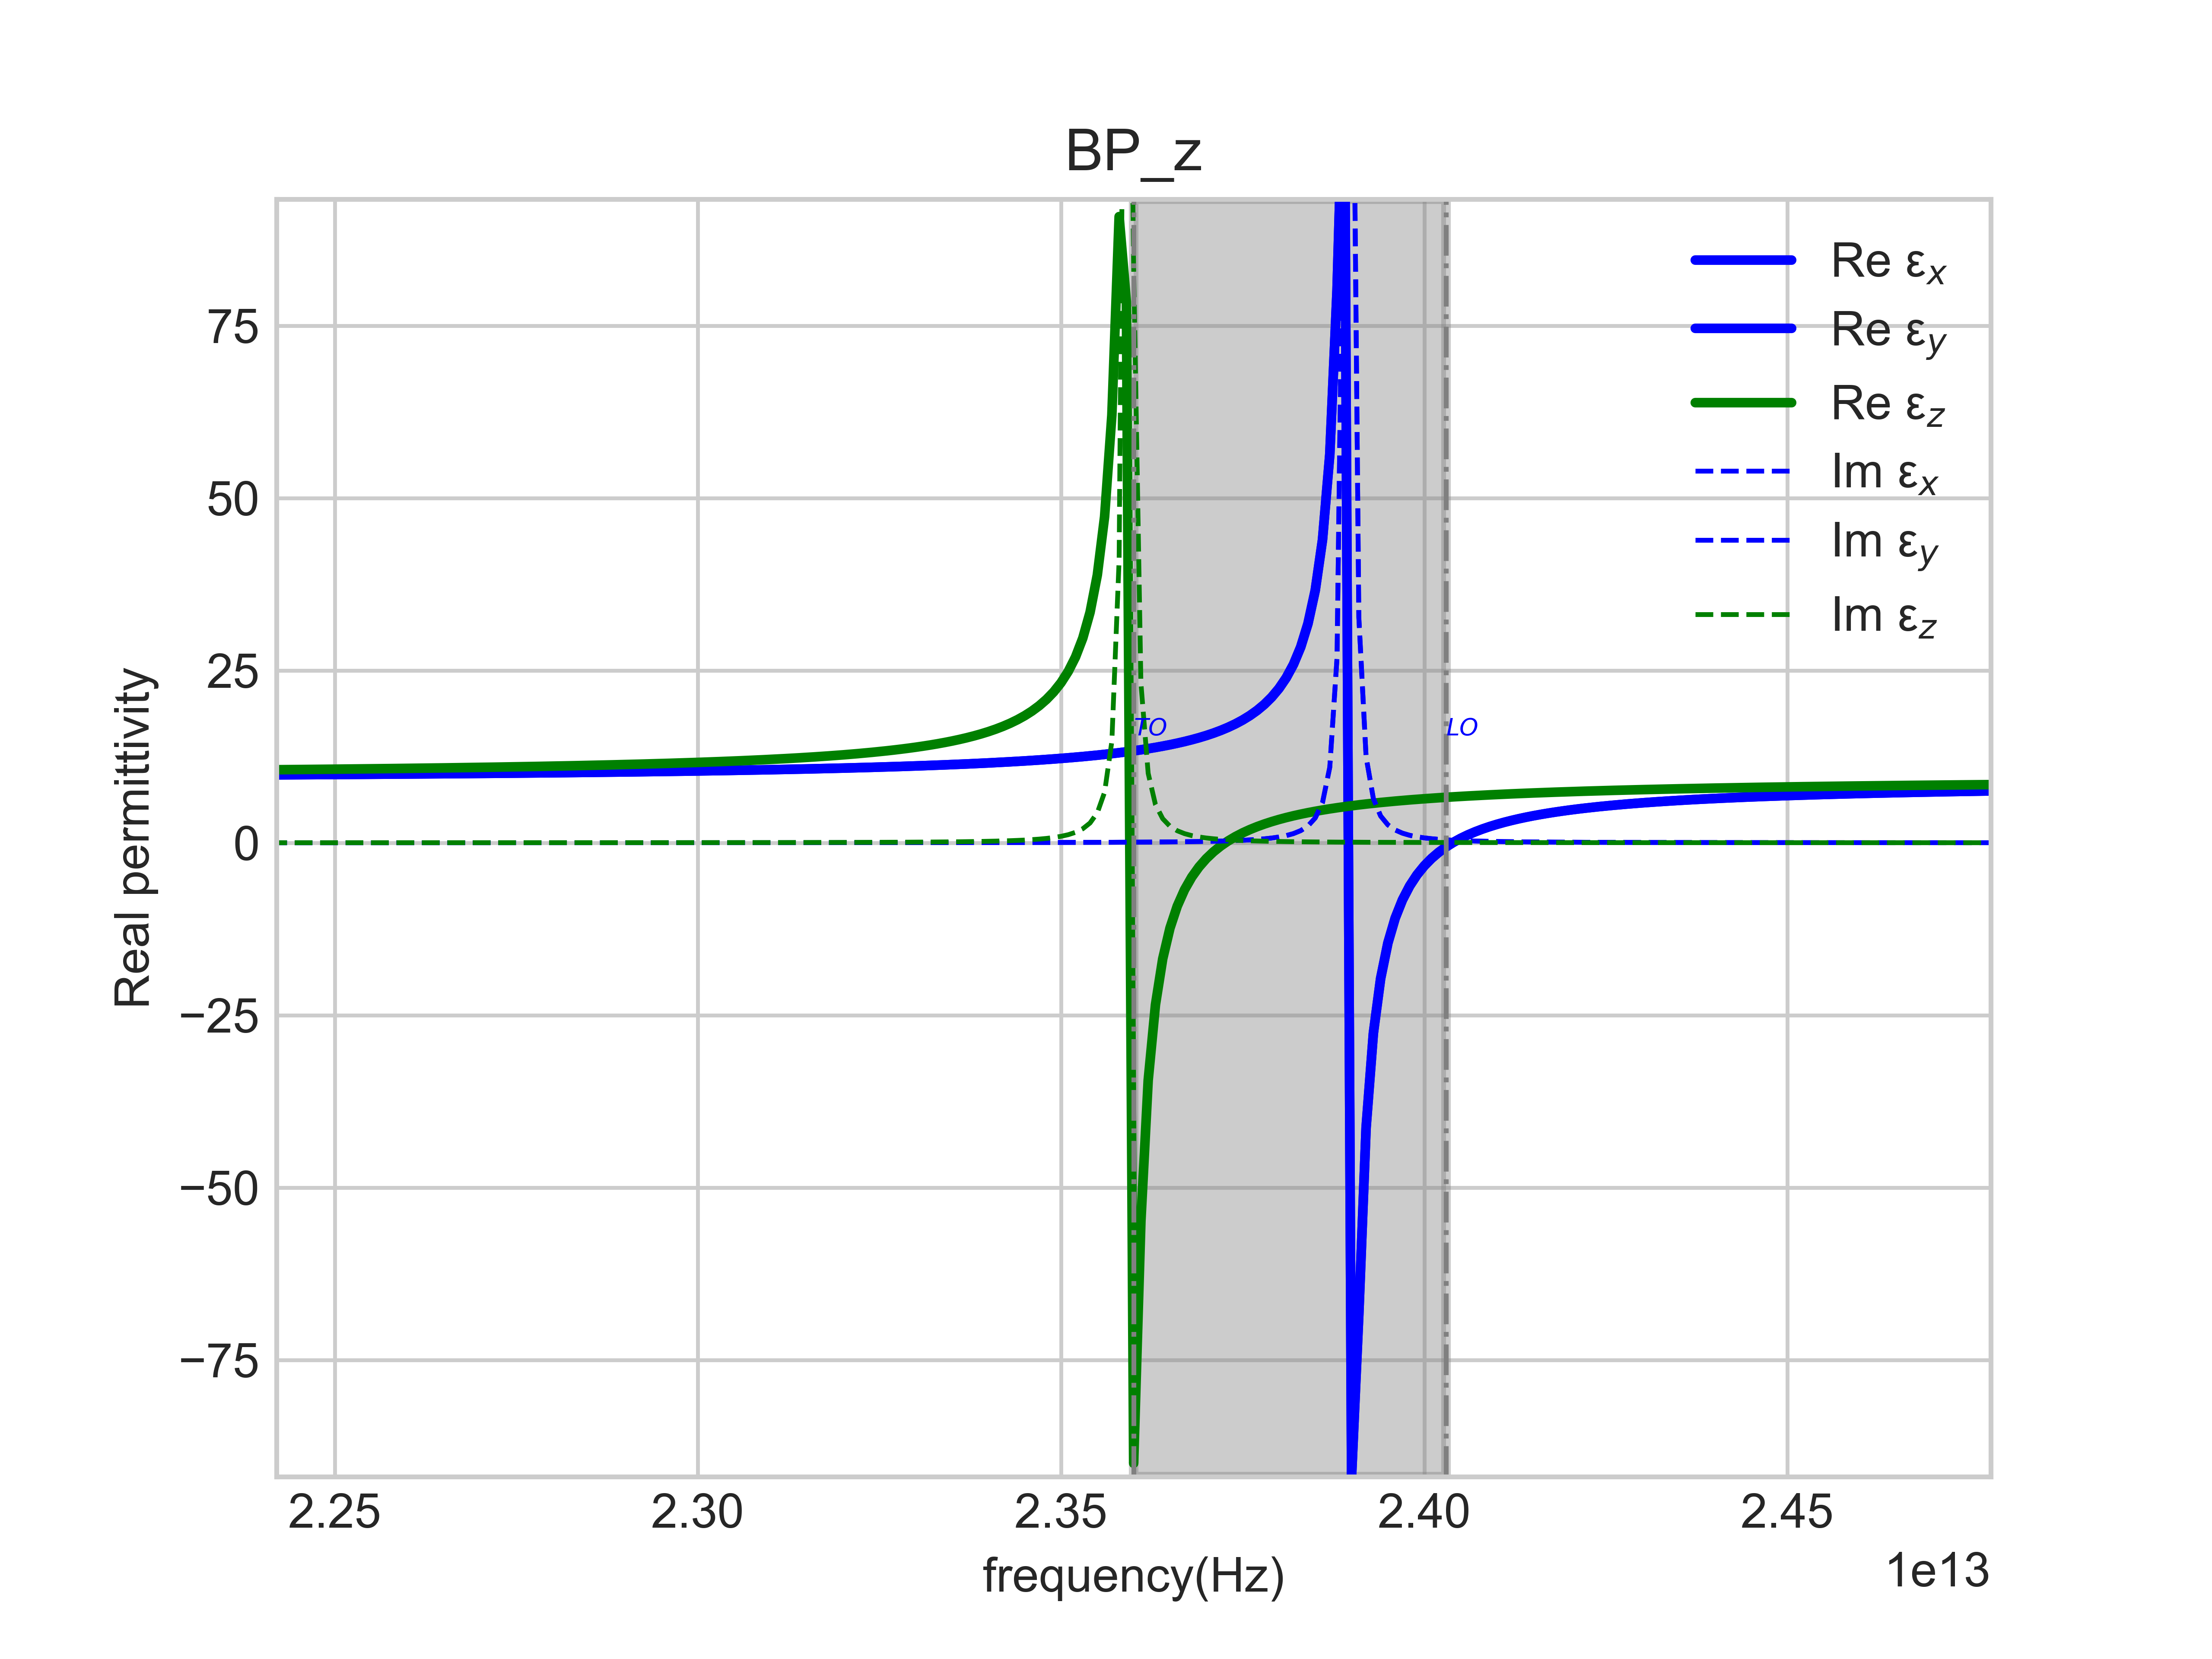 BP_z
Re εx
Re εy
Re εz
Im εx
Im εy
Im εz
75
50
25
0
−25
−50
−75
TO
LO
Real permittivity
2.25 2.30 2.35 2.40 2.45
1e13
frequency(Hz)